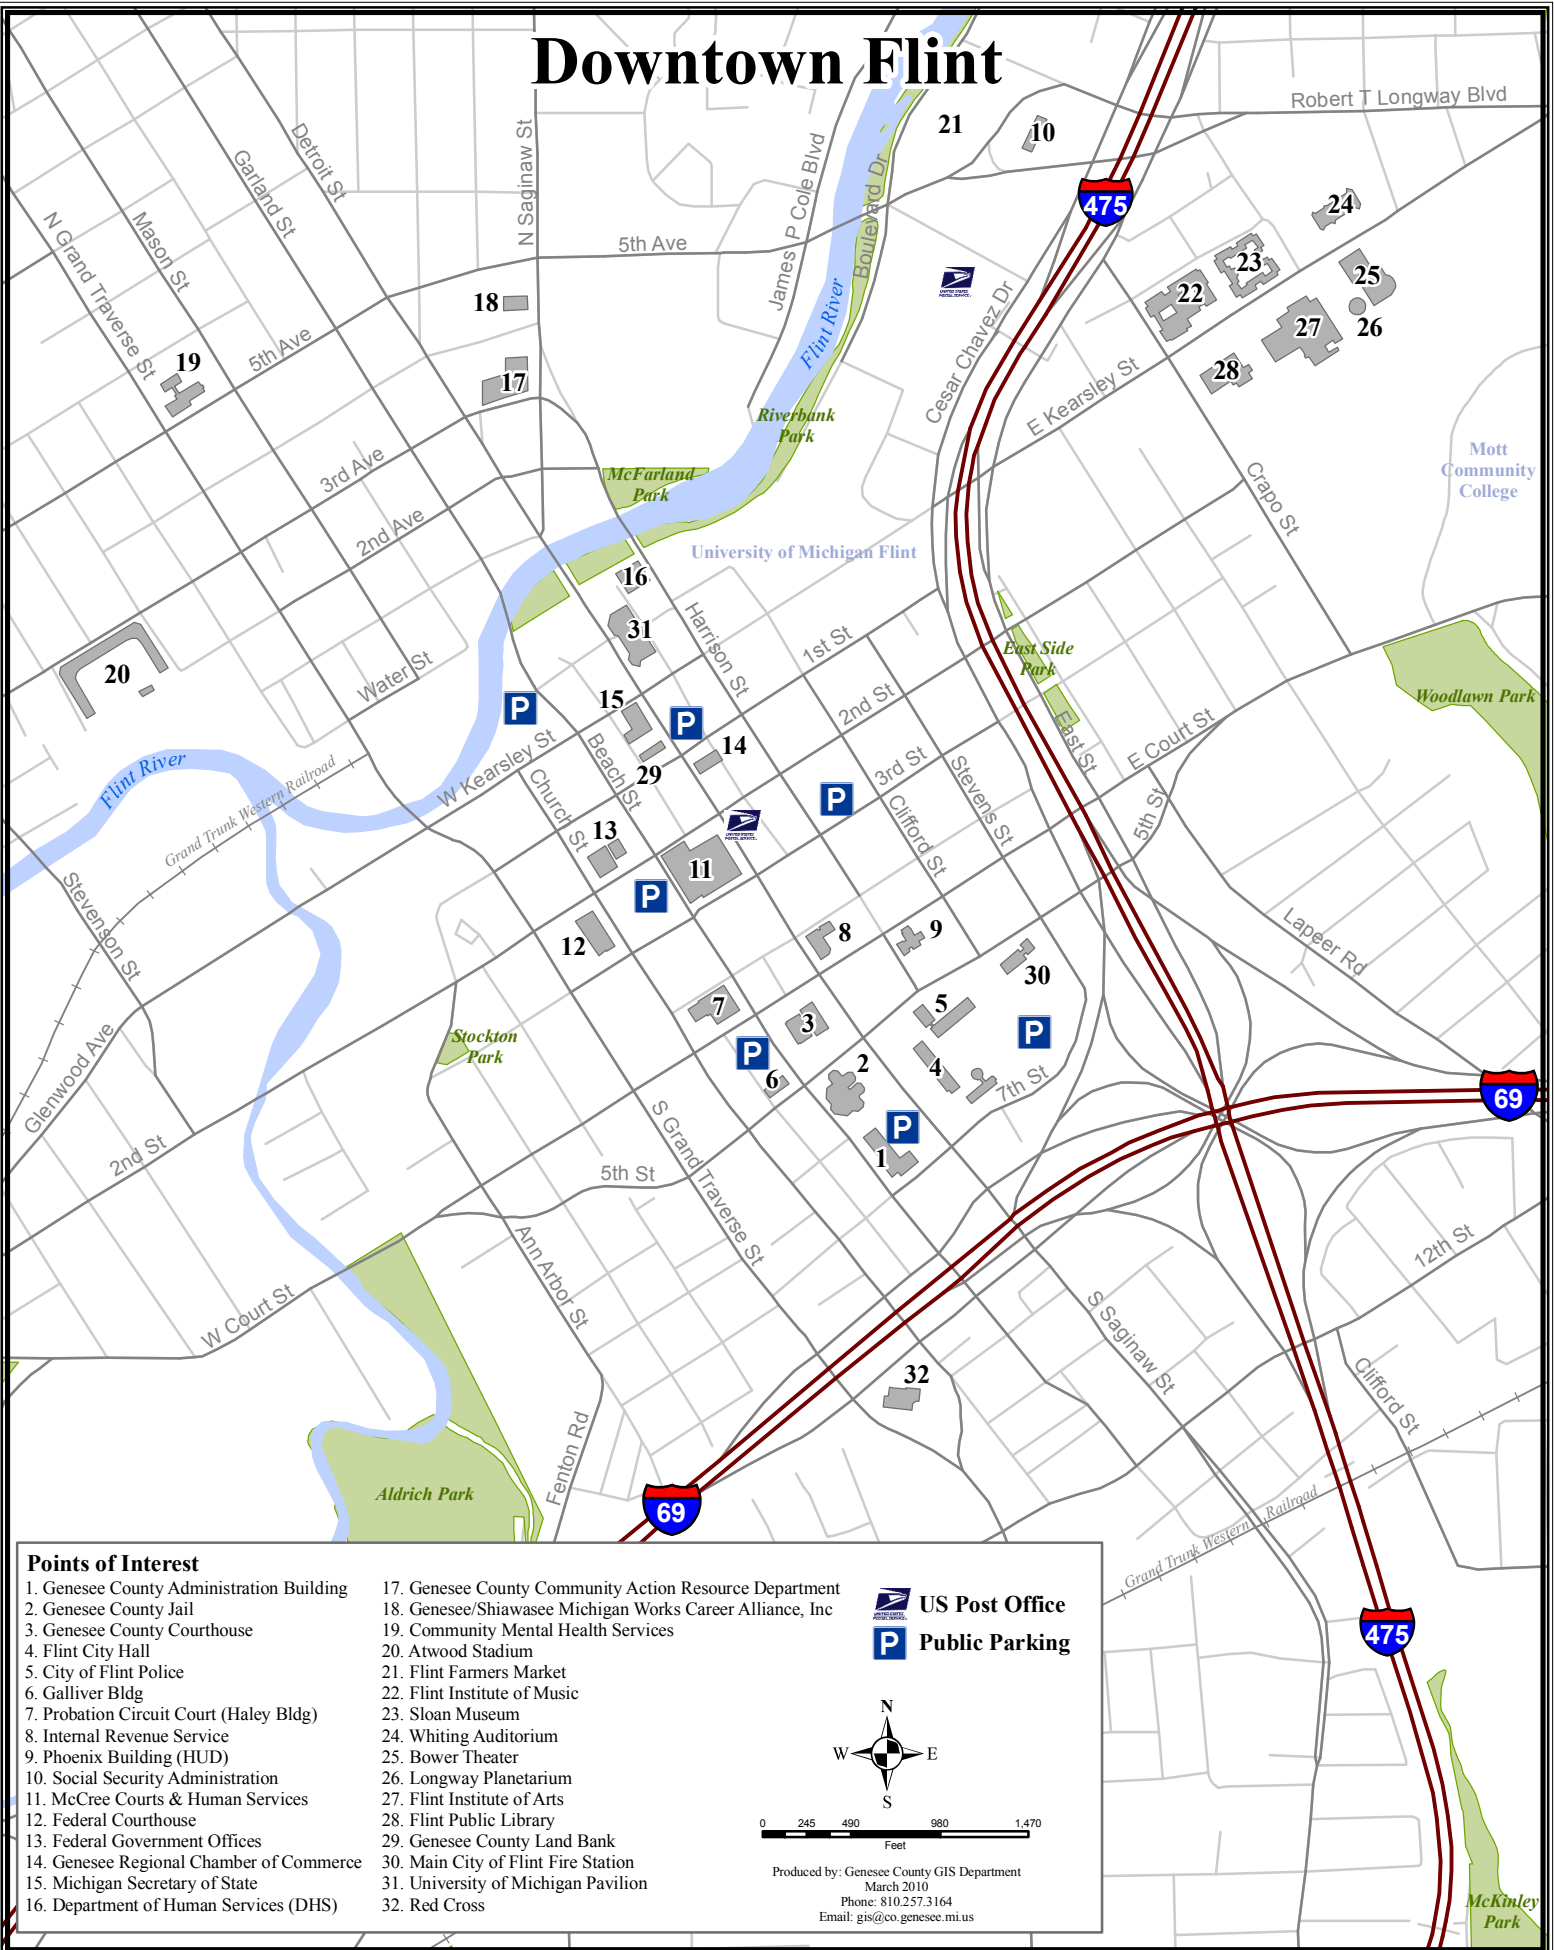 Downtown Flint
Robert T Longway Blvd
21
10
Detroit St
Garland St
Mason St
N Grand Traverse St
N Saginaw St
James P Cole Blvd
Boulevard Dr
475
24
5th Ave
23
25
22
26
27
28
UNITED STATES
POSTAL SERVICE
18
17
19
5th Ave
Flint River
Cesar Chavez Dr
E Kearsley St
Riverbank
Park
3rd Ave
McFarland
Park
Mott
Community
College
Crapo St
2nd Ave
University of Michigan Flint
16
31
Harrison St
1st St
East Side
Park
20
Water St
Woodlawn Park
P
15
P
2nd St
East St
E Court St
14
29
W Kearsley St
Beach St
Church St
3rd St
Stevens St
P
Clifford St
5th St
Flint River
Grand Trunk Western Railroad
13
UNITED STATES
POSTAL SERVICE
11
P
Stevenson St
12
8
9
Lapeer Rd
30
7
5
3
P
Stockton
Park
P
6
2
4
7th St
Glenwood Ave
69
P
1
2nd St
S Grand Traverse St
5th St
Ann Arbor St
12th St
W Court St
S Saginaw St
32
Clifford St
Fenton Rd
Aldrich Park
69
Grand Trunk Western Railroad
475
McKinley
Park
Points of Interest
1. Genesee County Administration Building
2. Genesee County Jail
3. Genesee County Courthouse
4. Flint City Hall
5. City of Flint Police
6. Galliver Bldg
7. Probation Circuit Court (Haley Bldg)
8. Internal Revenue Service
9. Phoenix Building (HUD)
10. Social Security Administration
11. McCree Courts & Human Services
12. Federal Courthouse
13. Federal Government Offices
14. Genesee Regional Chamber of Commerce
15. Michigan Secretary of State
16. Department of Human Services (DHS)
17. Genesee County Community Action Resource Department
18. Genesee/Shiawasee Michigan Works Career Alliance, Inc
19. Community Mental Health Services
20. Atwood Stadium
21. Flint Farmers Market
22. Flint Institute of Music
23. Sloan Museum
24. Whiting Auditorium
25. Bower Theater
26. Longway Planetarium
27. Flint Institute of Arts
28. Flint Public Library
29. Genesee County Land Bank
30. Main City of Flint Fire Station
31. University of Michigan Pavilion
32. Red Cross
UNITED STATES
POSTAL SERVICE
US Post Office
P Public Parking
N
W E
S
0 245 490 980 1,470
Feet
Produced by: Genesee County GIS Department
March 2010
Phone: 810.257.3164
Email: gis@co.genesee.mi.us